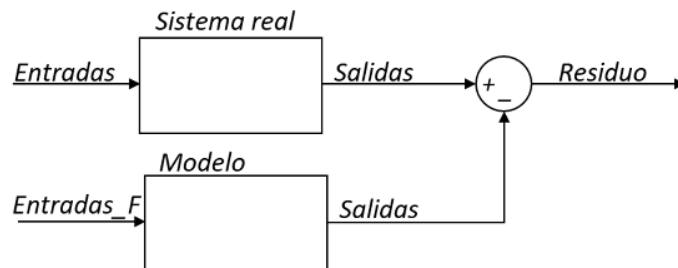 Sistema real
Entradas
Salidas
+
_
Residuo
Modelo
Entradas_F
Salidas